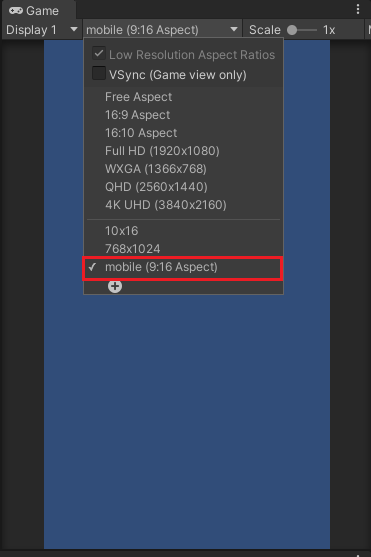 Game
Display 1 mobile (9:16 Aspect) Scale 1x
Low Resolution Aspect Ratios
VSync (Game view only)
Free Aspect
16:9 Aspect
16:10 Aspect
Full HD (1920x1080)
WXGA (1366x768)
QHD (2560x1440)
4K UHD (3840x2160)
10x16
768x1024
mobile (9:16 Aspect)